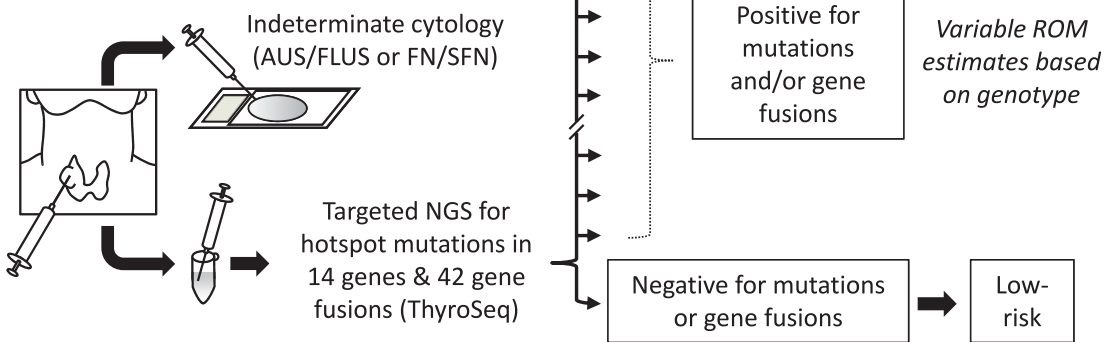 Indeterminate cytology
(AUS/FLUS or FN/SFN)
Targeted NGS for
hotspot mutations in
14 genes & 42 gene
fusions (ThyroSeq)
Positive for
mutations
and/or gene
fusions
Variable ROM
estimates based
on genotype
Negative for mutations
or gene fusions
Low-
risk